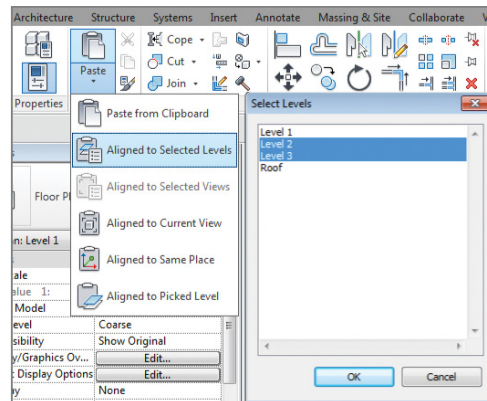 Architecture Structure Systems Insert Annotate Massing & Site Collaborate
Cope
Cut
Paste
Join
Properties
Paste from Clipboard
Aligned to Selected Levels
Aligned to Selected Views
Aligned to Current View
Aligned to Same Place
Aligned to Picked Level
Select Levels
Level 1
Level 2
Level 3
Roof
OK Cancel
Floor Pl
n: Level 1
ale
alue 1:
Model
evel Coarse
sibility Show Original
y/Graphics Ov... Edit...
Display Options Edit...
ny None